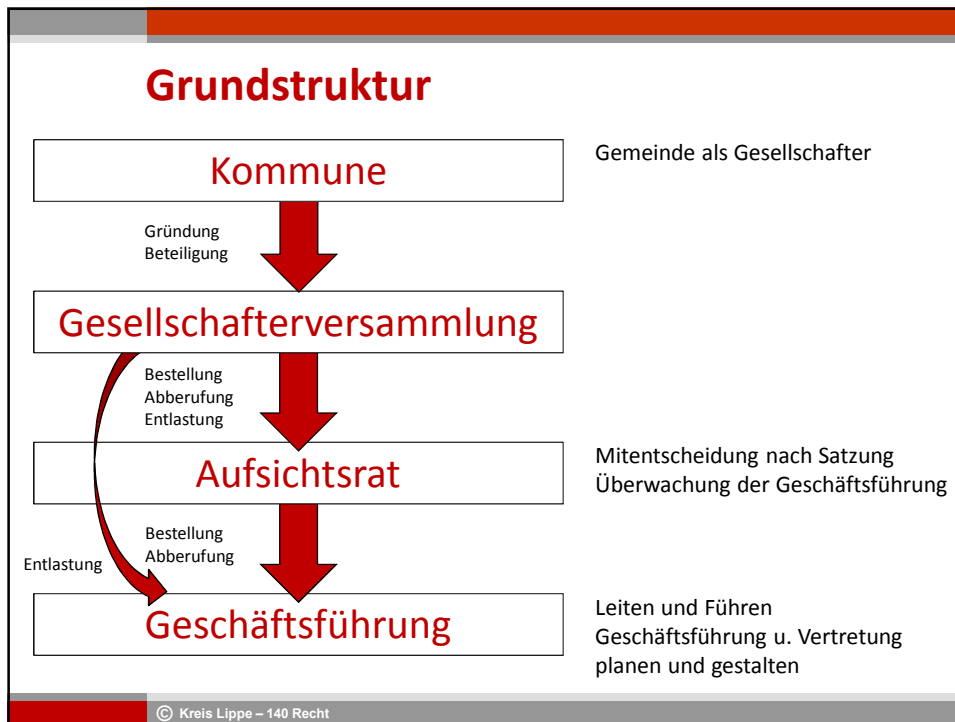 Grundstruktur
Kommune
Gemeinde als Gesellschafter
Gründung
Beteiligung
Gesellschafterversammlung
Bestellung
Abberufung
Entlastung
Aufsichtsrat
Mitentscheidung nach Satzung
Überwachung der Geschäftsführung
Bestellung
Abberufung
Entlastung
Geschäftsführung
Leiten und Führen
Geschäftsführung u. Vertretung
planen und gestalten
© Kreis Lippe – 140 Recht